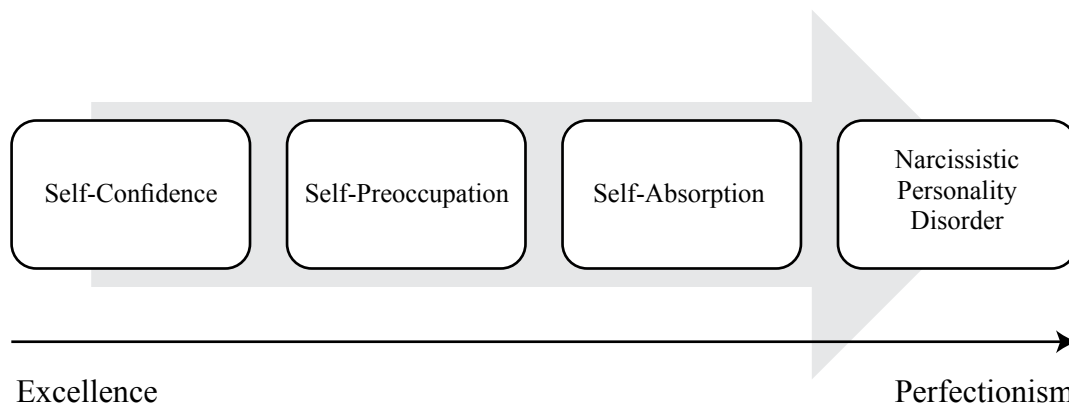 Self-Confidence
Self-Preoccupation
Self-Absorption
Narcissistic
Personality
Disorder
Excellence
Perfectionism